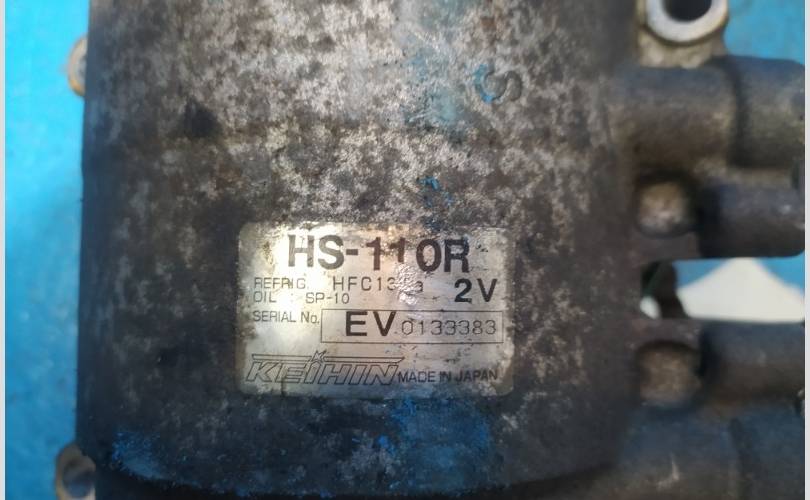 HS-110R
REFRIG. 2V
OIL : SP-10
SERIAL No. EV 0133383
KEIHIN MADE IN JAPAN